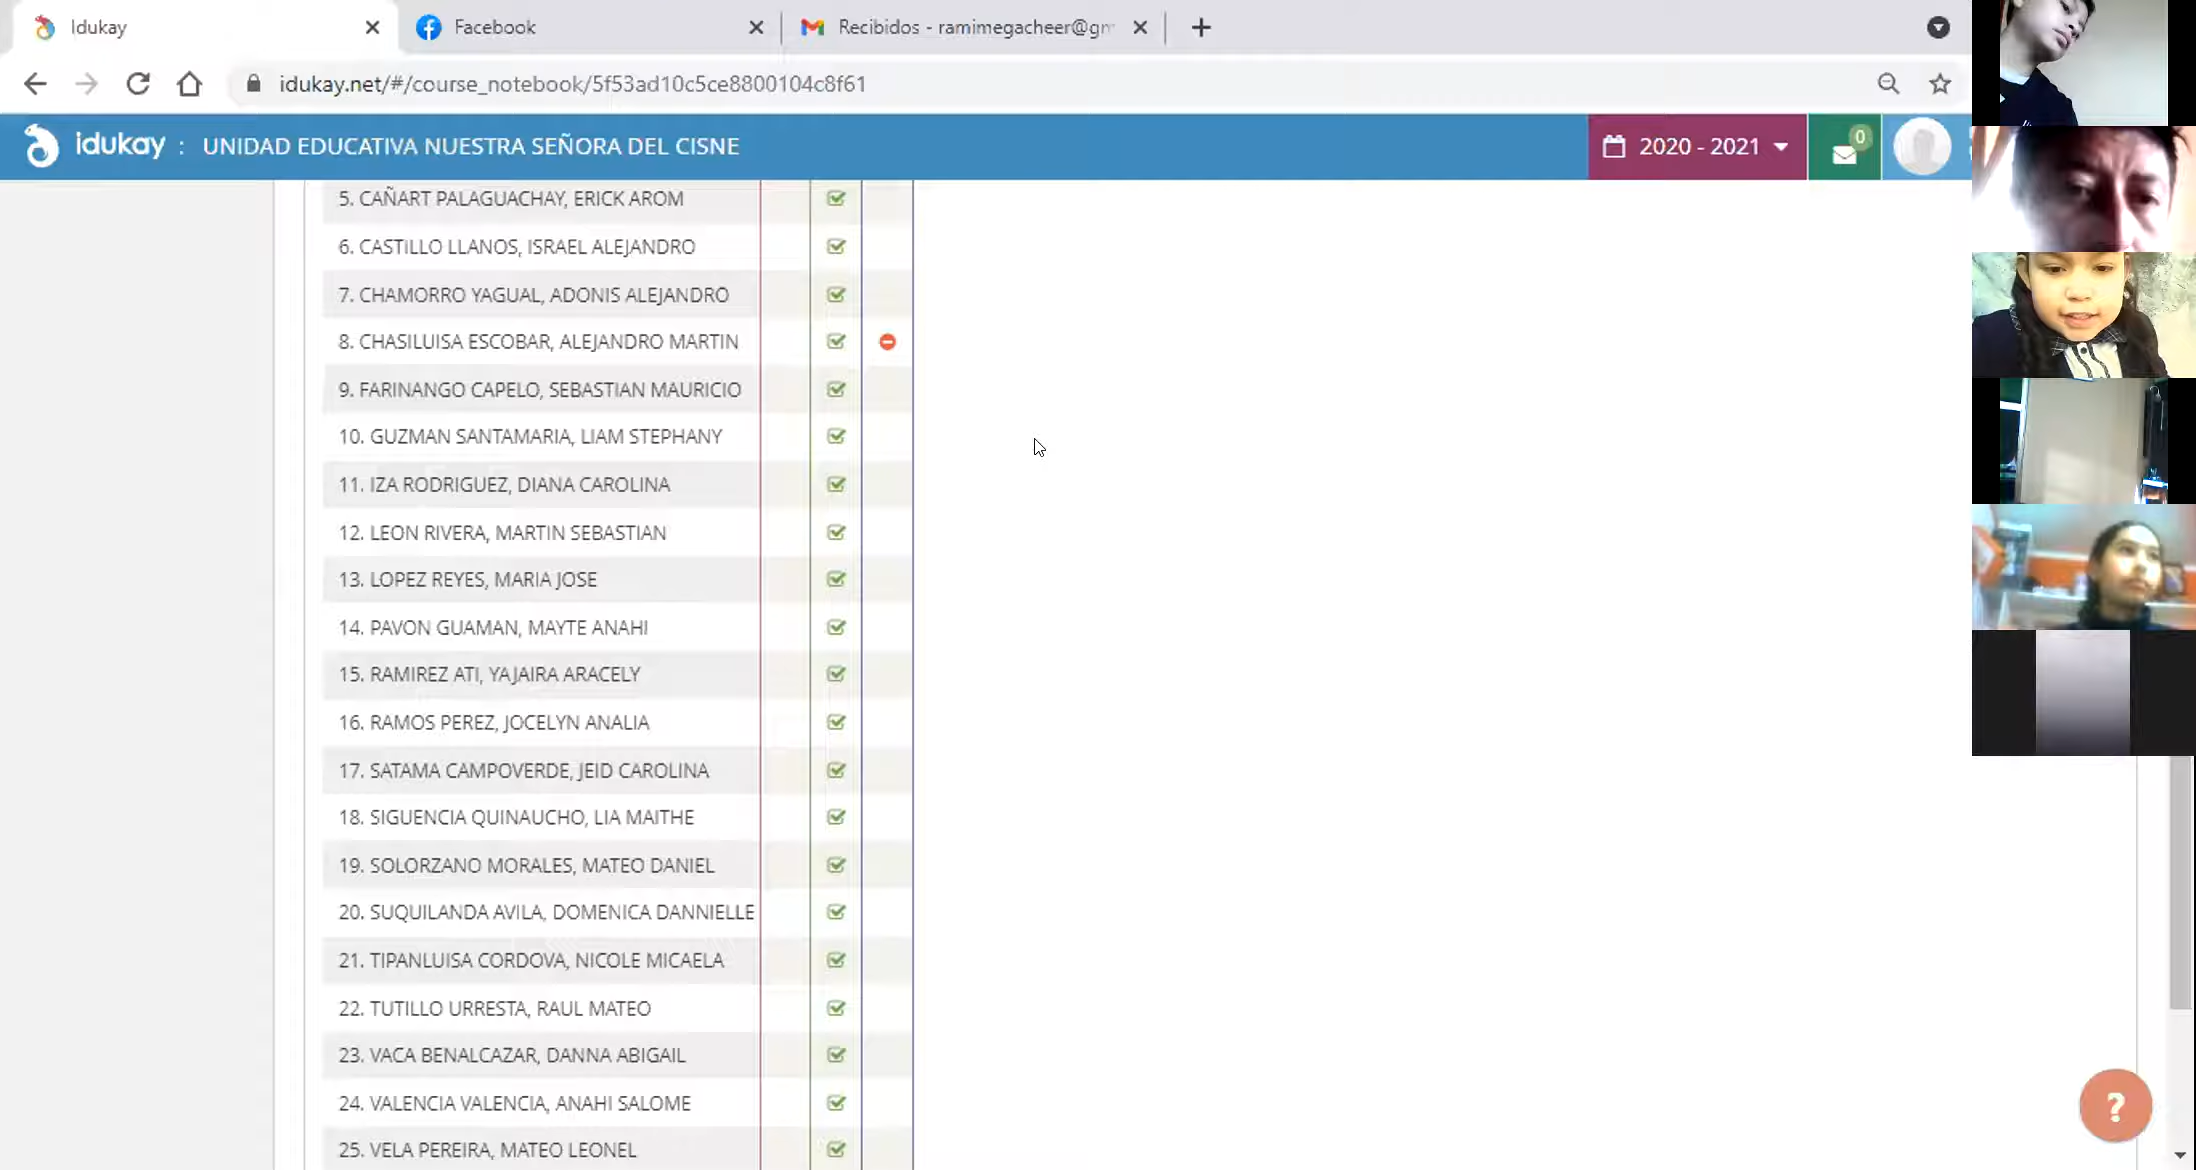 Idukay
Facebook
Recibidos - ramimegacheer@gm
idukay.net/#/course_notebook/5f53ad10c5ce8800104c8f61
idukay : UNIDAD EDUCATIVA NUESTRA SEÑORA DEL CISNE
2020 - 2021
0
5. CAÑART PALAGUACHAY, ERICK AROM
6. CASTILLO LLANOS, ISRAEL ALEJANDRO
7. CHAMORRO YAGUAL, ADONIS ALEJANDRO
8. CHASILUISA ESCOBAR, ALEJANDRO MARTIN
9. FARINANGO CAPELO, SEBASTIAN MAURICIO
10. GUZMAN SANTAMARIA, LIAM STEPHANY
11. IZA RODRIGUEZ, DIANA CAROLINA
12. LEON RIVERA, MARTIN SEBASTIAN
13. LOPEZ REYES, MARIA JOSE
14. PAVON GUAMAN, MAYTE ANAHI
15. RAMIREZ ATI, YAJAIRA ARACELY
16. RAMOS PEREZ, JOCELYN ANALIA
17. SATAMA CAMPOVERDE, JEID CAROLINA
18. SIGUENCIA QUINAUCHO, LIA MAITHE
19. SOLORZANO MORALES, MATEO DANIEL
20. SUQUILANDA AVILA, DOMENICA DANNIELLE
21. TIPANLUISA CORDOVA, NICOLE MICAELA
22. TUTILLO URRESTA, RAUL MATEO
23. VACA BENALCAZAR, DANNA ABIGAIL
24. VALENCIA VALENCIA, ANAHI SALOME
25. VELA PEREIRA, MATEO LEONEL
?